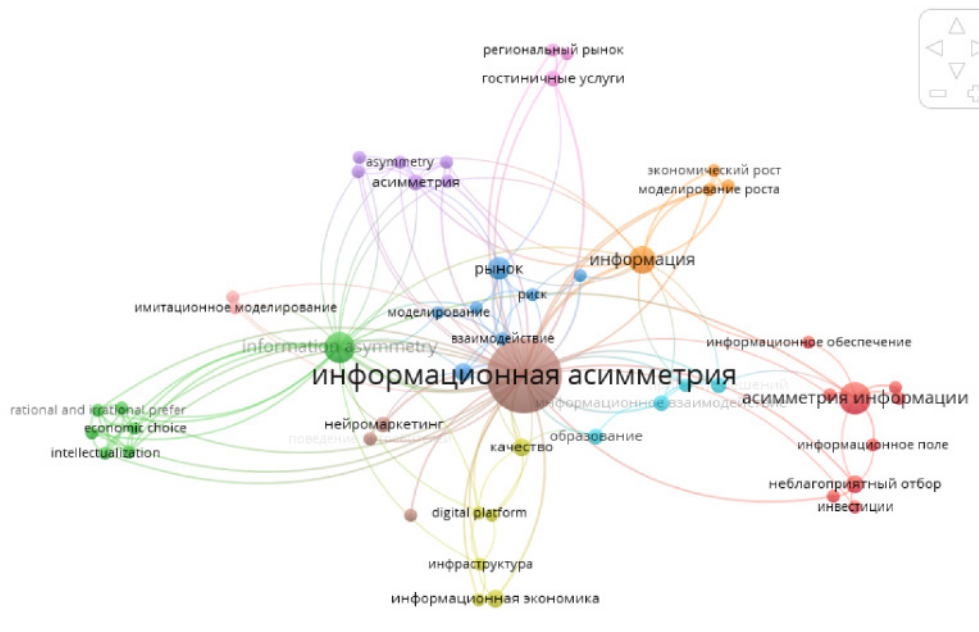 региональный рынок
гостиничные услуги
asymmetry
асимметрия
экономический рост
моделирование роста
информация
рынок
риск
имитационное моделирование
моделирование
взаимодействие
information asymmetry
информационное обеспечение
информационная асимметрия
асимметрия информации
информационное взаимодействие
rational and irrational prefer
economic choice
intellectualization
нейромаркетинг
поведение
образование
качество
информационное поле
неблагоприятный отбор
инвестиции
digital platform
инфраструктура
информационная экономика